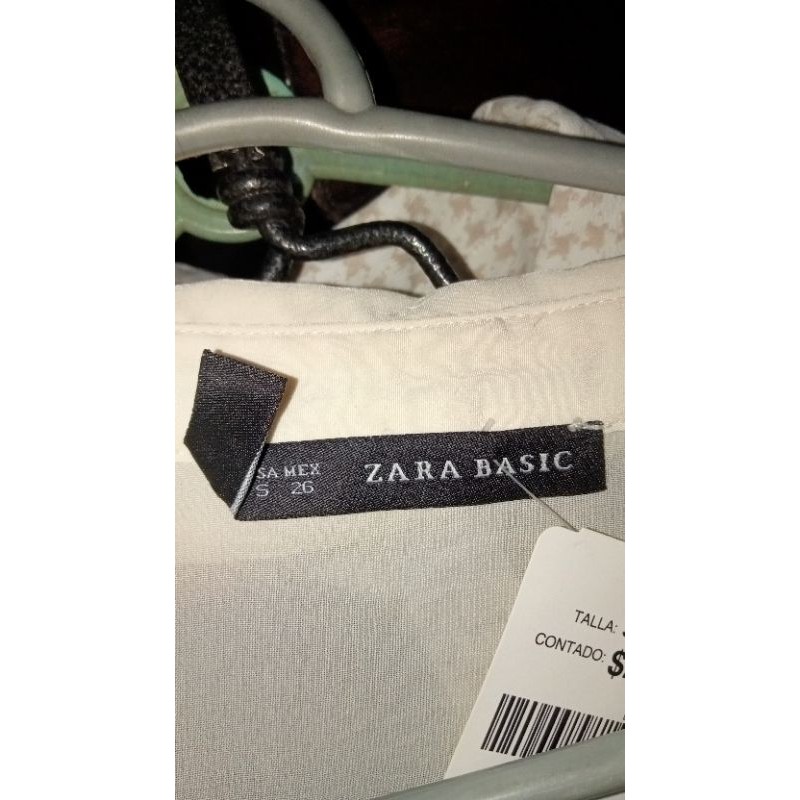 SA MEX
S 26
ZARA BASIC
TALLA:
CONTADO: $